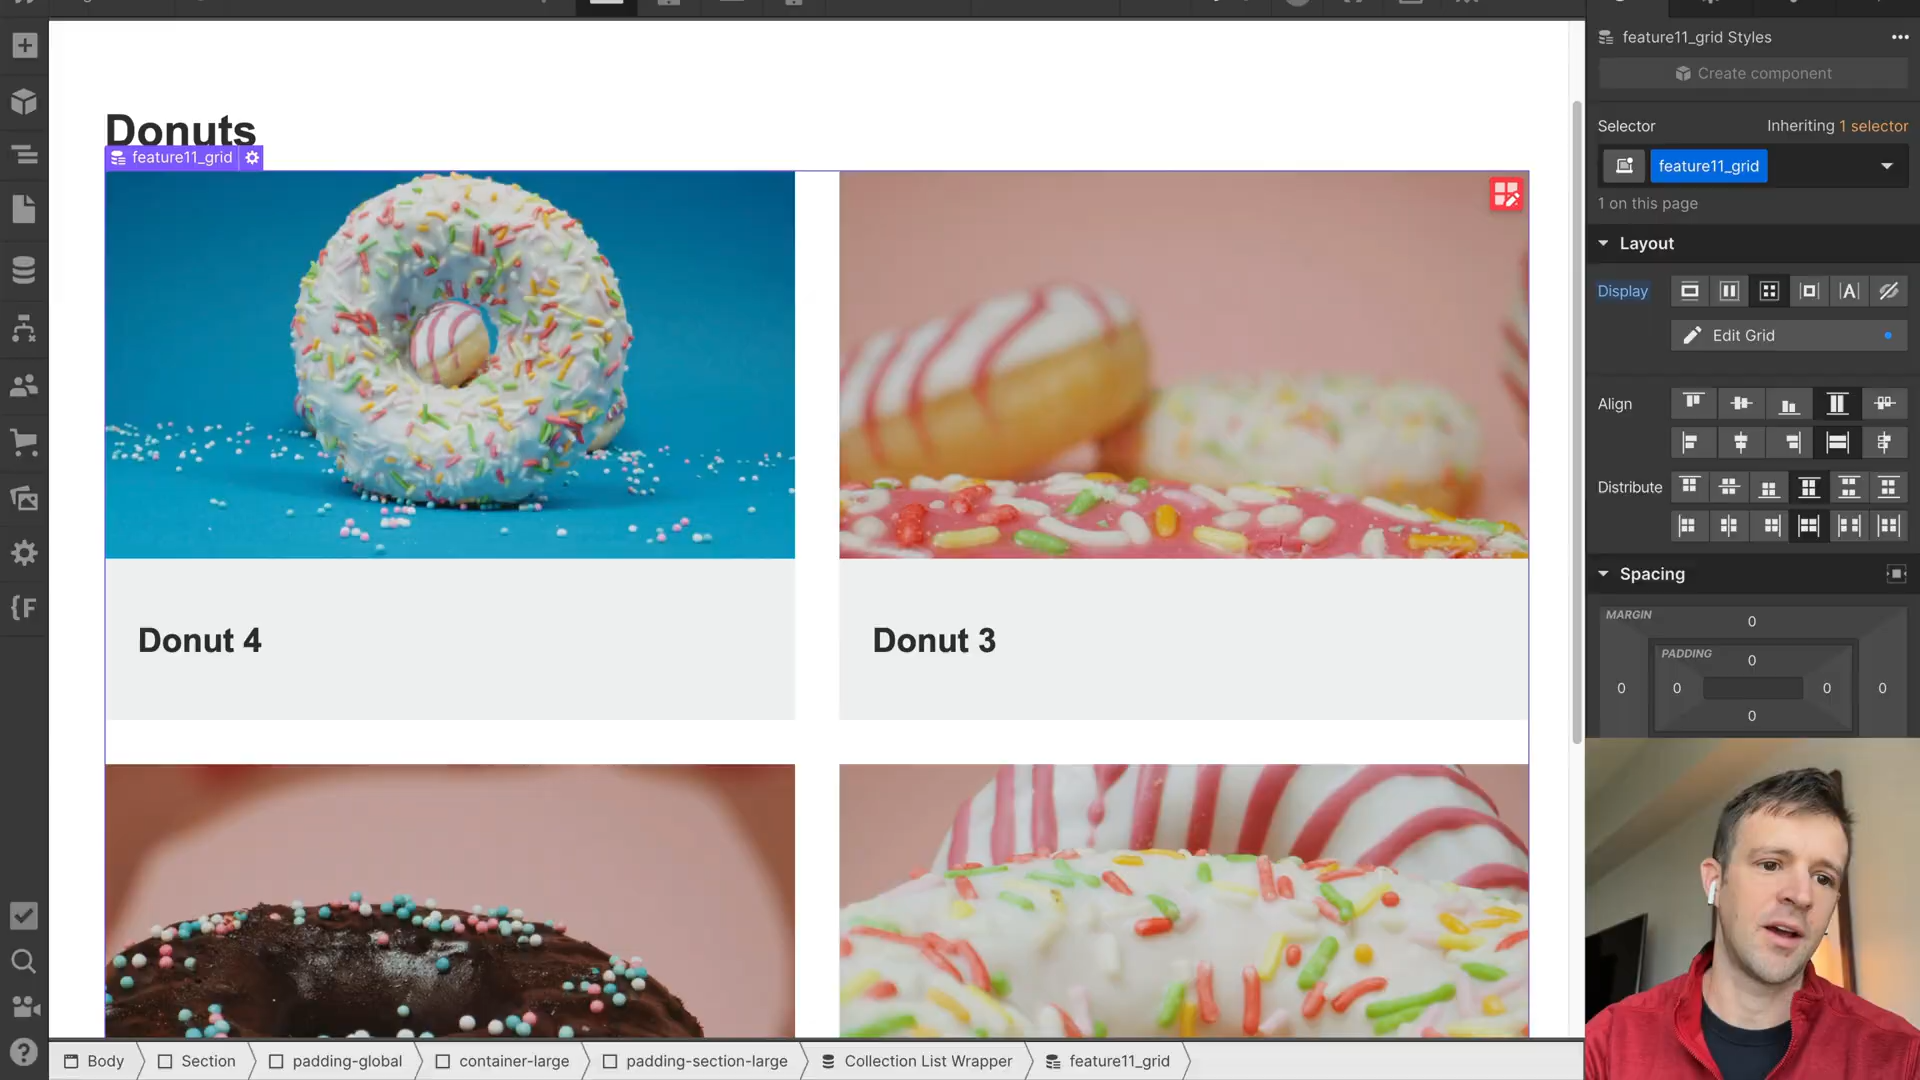 feature11_grid Styles
Create component
Selector
Inheriting 1 selector
feature11_grid
1 on this page
Layout
Display
Edit Grid
Align
Distribute
Spacing
MARGIN
0
PADDING
0
0
0
0
0
0
Donuts
feature11_grid
Donut 4
Donut 3
Body
Section
padding-global
container-large
padding-section-large
Collection List Wrapper
feature11_grid